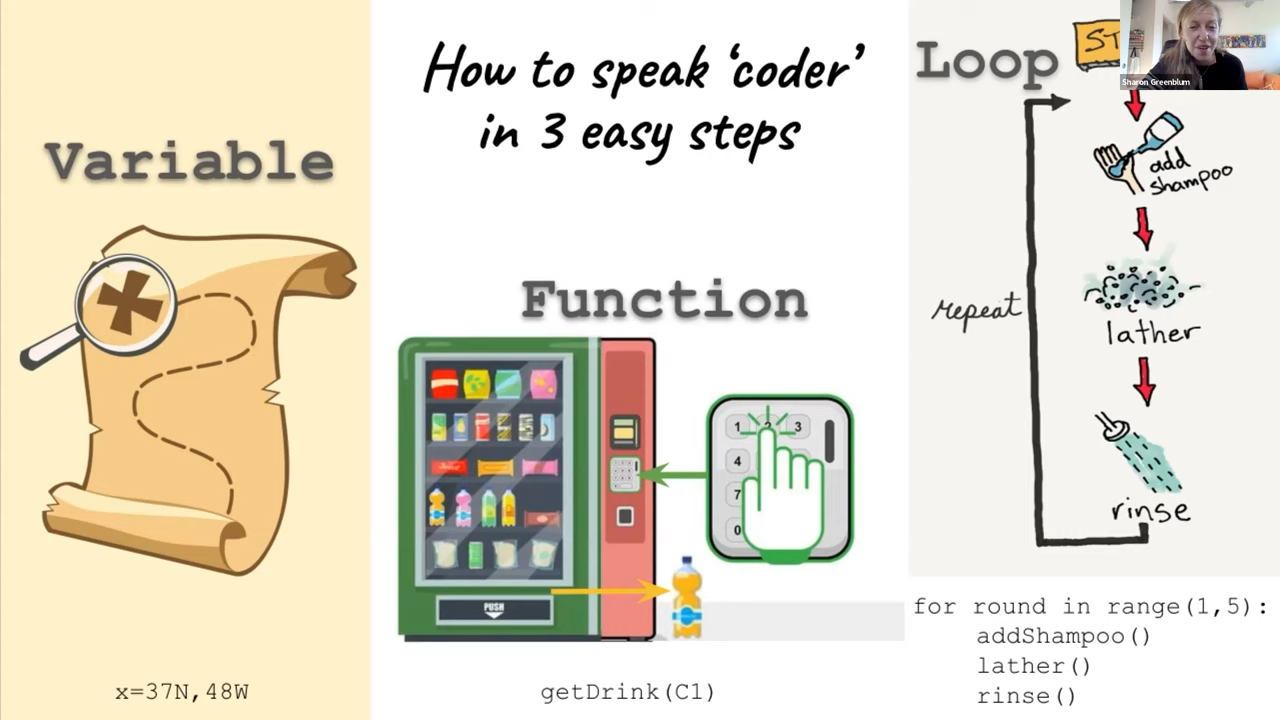 How to speak ‘coder’
in 3 easy steps
Variable
x=37N,48W
Function
1
3
4
7
0
PUSH
getDrink(C1)
Loop
Sharon Greenblum
add
shampoo
lather
rinse
repeat
for round in range(1,5):
addShampoo()
lather()
rinse()